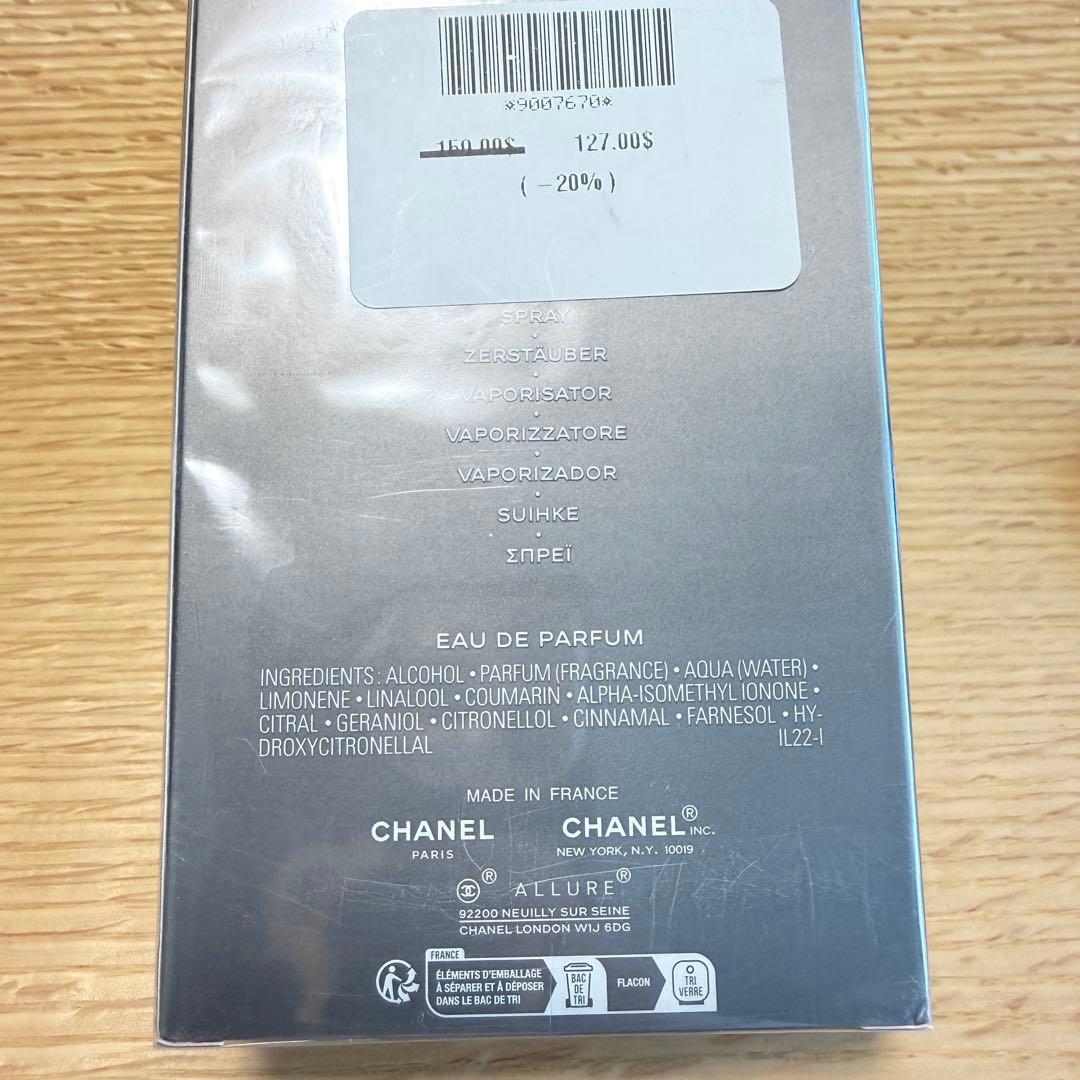 *9007670*
159.00$ 127.00$
( -20% )
SPRAY
ZERSTÄUBER
VAPORISATOR
VAPORIZZATORE
VAPORIZADOR
SUIHKE
ΣΠΡΕΪ
EAU DE PARFUM
INGREDIENTS : ALCOHOL • PARFUM (FRAGRANCE) • AQUA (WATER) •
LIMONENE • LINALOOL • COUMARIN • ALPHA-ISOMETHYL IONONE •
CITRAL • GERANIOL • CITRONELLOL • CINNAMAL • FARNESOL • HY-
DROXYCITRONELLAL IL22-I
MADE IN FRANCE
CHANEL CHANEL® INC.
PARIS NEW YORK, N.Y. 10019
® ALLURE®
92200 NEUILLY SUR SEINE
CHANEL LONDON W1J 6DG
FRANCE
ÉLÉMENTS D'EMBALLAGE
À SÉPARER ET À DÉPOSER
DANS LE BAC DE TRI
BAC
DE
TRI
FLACON
TRI
VERRE